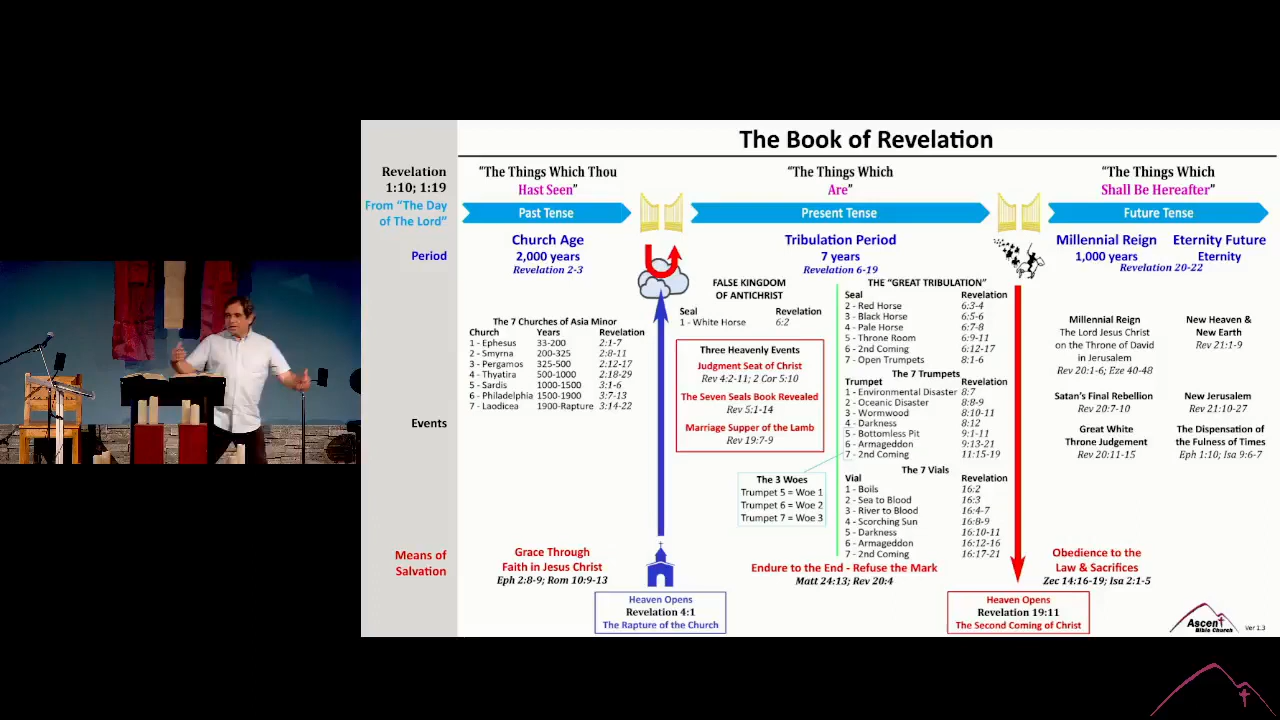 The Book of Revelation
Revelation
1:10; 1:19
From “The Day
of The Lord”
“The Things Which Thou
Hast Seen”
“The Things Which
Are”
“The Things Which
Shall Be Hereafter”
Past Tense
Present Tense
Future Tense
Period
Church Age
2,000 years
Revelation 2-3
Tribulation Period
7 years
Revelation 6-19
Millennial Reign
1,000 years
Eternity Future
Eternity
Revelation 20-22
Events
The 7 Churches of Asia Minor
Church Years Revelation
1 - Ephesus 33-200 2:1-7
2 - Smyrna 200-325 2:8-11
3 - Pergamos 325-500 2:12-17
4 - Thyatira 500-1000 2:18-29
5 - Sardis 1000-1500 3:1-6
6 - Philadelphia 1500-1900 3:7-13
7 - Laodicea 1900-Rapture 3:14-22
FALSE KINGDOM
OF ANTICHRIST
Seal Revelation
1 - White Horse 6:2
Three Heavenly Events
Judgment Seat of Christ
Rev 4:2-11; 2 Cor 5:10
The Seven Seals Book Revealed
Rev 5:1-14
Marriage Supper of the Lamb
Rev 19:7-9
The 3 Woes
Trumpet 5 = Woe 1
Trumpet 6 = Woe 2
Trumpet 7 = Woe 3
THE “GREAT TRIBULATION”
Seal Revelation
2 - Red Horse 6:3-4
3 - Black Horse 6:5-6
4 - Pale Horse 6:7-8
5 - Throne Room 6:9-11
6 - 2nd Coming 6:12-17
7 - Open Trumpets 8:1-6
The 7 Trumpets
Trumpet Revelation
1 - Environmental Disaster 8:7
2 - Oceanic Disaster 8:8-9
3 - Wormwood 8:10-11
4 - Darkness 8:12
5 - Bottomless Pit 9:1-11
6 - Armageddon 9:13-21
7 - 2nd Coming 11:15-19
The 7 Vials
Vial Revelation
1 - Boils 16:2
2 - Sea to Blood 16:3
3 - River to Blood 16:4-7
4 - Scorching Sun 16:8-9
5 - Darkness 16:10-11
6 - Armageddon 16:12-16
7 - 2nd Coming 16:17-21
Millennial Reign
The Lord Jesus Christ
on the Throne of David
in Jerusalem
Rev 20:1-6; Eze 40-48
Satan's Final Rebellion
Rev 20:7-10
Great White
Throne Judgement
Rev 20:11-15
New Heaven &
New Earth
Rev 21:1-9
New Jerusalem
Rev 21:10-27
The Dispensation of
the Fulness of Times
Eph 1:10; Isa 9:6-7
Means of
Salvation
Grace Through
Faith in Jesus Christ
Eph 2:8-9; Rom 10:9-13
Endure to the End - Refuse the Mark
Matt 24:13; Rev 20:4
Obedience to the
Law & Sacrifices
Zec 14:16-19; Isa 2:1-5
Heaven Opens
Revelation 4:1
The Rapture of the Church
Heaven Opens
Revelation 19:11
The Second Coming of Christ
Ascent
Bible Church
Ver 1.3